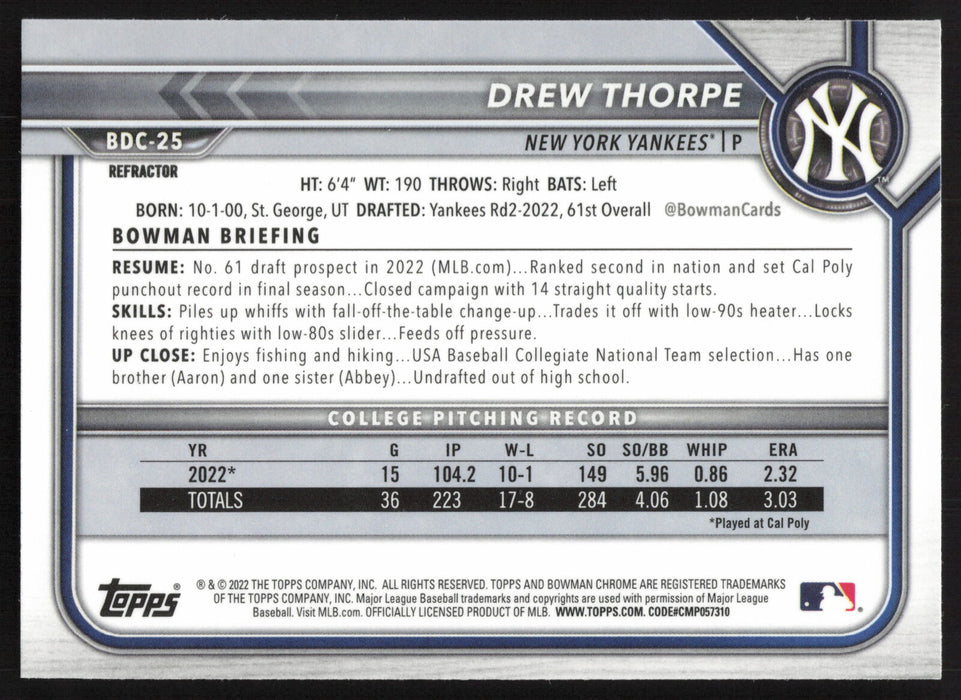 DREW THORPE
BDC-25
NEW YORK YANKEES® | P
NY
TM
REFRACTOR
HT: 6'4" WT: 190 THROWS: Right BATS: Left
BORN: 10-1-00, St. George, UT DRAFTED: Yankees Rd2-2022, 61st Overall @BowmanCards
BOWMAN BRIEFING
RESUME: No. 61 draft prospect in 2022 (MLB.com)...Ranked second in nation and set Cal Poly
punchout record in final season...Closed campaign with 14 straight quality starts.
SKILLS: Piles up whiffs with fall-off-the-table change-up...Trades it off with low-90s heater...Locks
knees of righties with low-80s slider...Feeds off pressure.
UP CLOSE: Enjoys fishing and hiking...USA Baseball Collegiate National Team selection...Has one
brother (Aaron) and one sister (Abbey)...Undrafted out of high school.
COLLEGE PITCHING RECORD
YR G IP W-L SO SO/BB WHIP ERA
2022* 15 104.2 10-1 149 5.96 0.86 2.32
TOTALS 36 223 17-8 284 4.06 1.08 3.03
*Played at Cal Poly
Topps®
® & © 2022 THE TOPPS COMPANY, INC. ALL RIGHTS RESERVED. TOPPS AND BOWMAN CHROME ARE REGISTERED TRADEMARKS
OF THE TOPPS COMPANY, INC. Major League Baseball trademarks and copyrights are used with permission of Major League
Baseball. Visit MLB.com. OFFICIALLY LICENSED PRODUCT OF MLB. WWW.TOPPS.COM. CODE#CMP057310